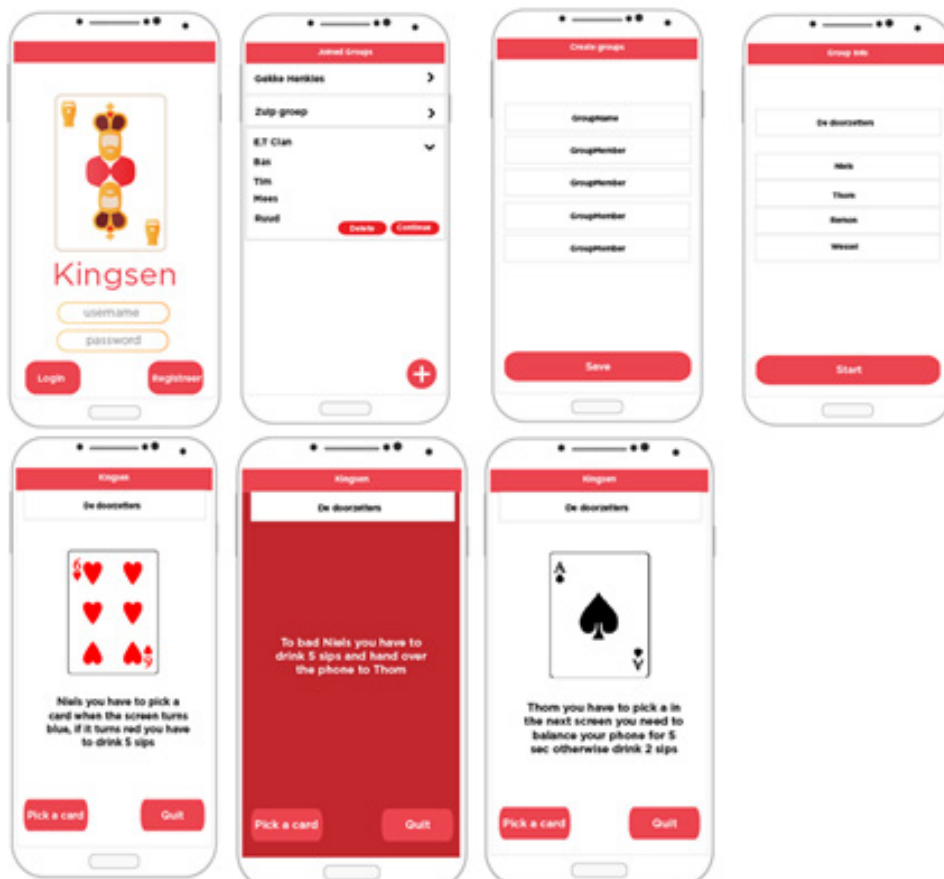 Kingsen
username
password
Login
Registreer
Joined Groups
Gekke Henkies
Zuip groep
E.T Clan
Bas
Tim
Mees
Ruud
Delete
Continue
+
Create groups
GroupName
GroupMember
GroupMember
GroupMember
GroupMember
Save
Group Info
De doorzetters
Niels
Thom
Remon
Wessel
Start
Kingsen
De doorzetters
6
6
Niels you have to pick a
card when the screen turns
blue, if it turns red you have
to drink 5 sips
Pick a card
Quit
Kingsen
De doorzetters
To bad Niels you have to
drink 5 sips and hand over
the phone to Thom
Pick a card
Quit
Kingsen
De doorzetters
A
A
Thom you have to pick a in
the next screen you need to
balance your phone for 5
sec otherwise drink 2 sips
Pick a card
Quit